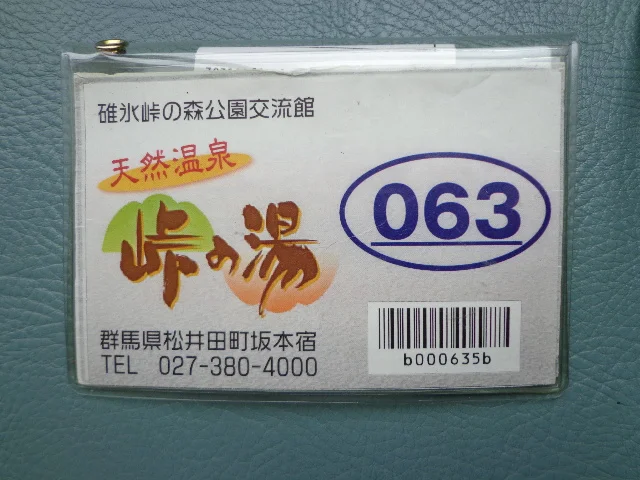 碓氷峠の森公園交流館
天然温泉
峠の湯
063
群馬県松井田町坂本宿
TEL 027-380-4000
b000635b